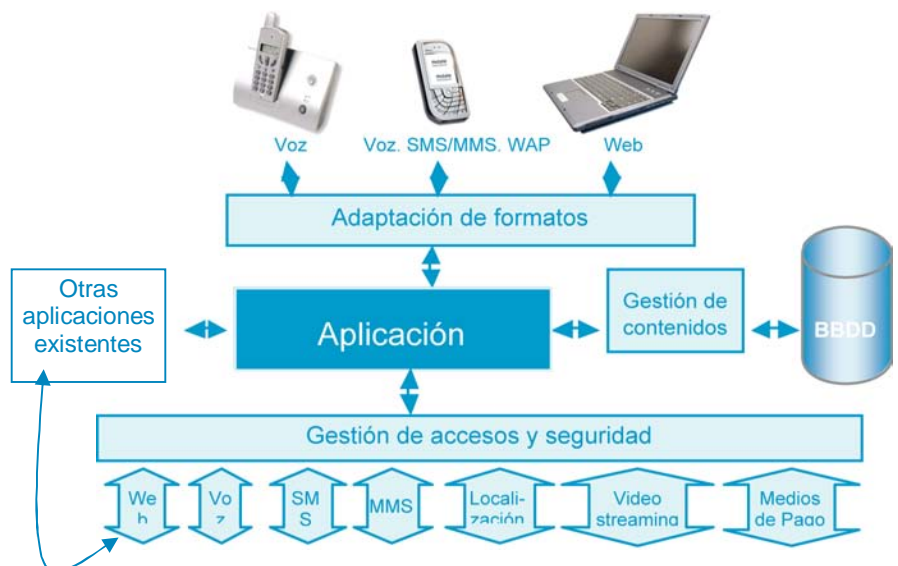 Voz
Voz. SMS/MMS. WAP
Web
Adaptación de formatos
Otras
aplicaciones
existentes
Aplicación
Gestión de
contenidos
BBDD
Gestión de accesos y seguridad
We
b
Vo
z
SM
S
MMS
Locali-
zación
Video
streaming
Medios
de Pago